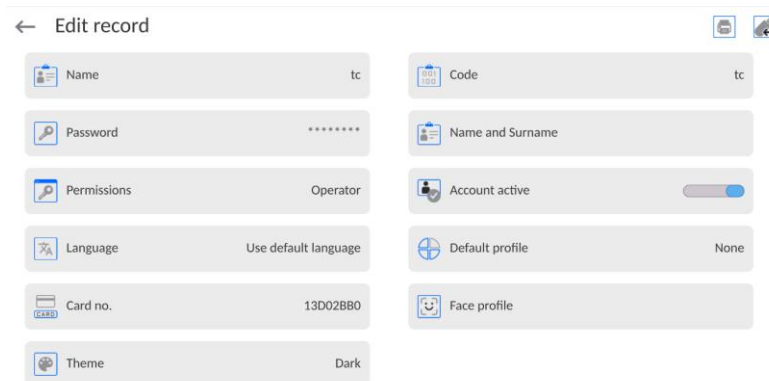 Edit record
Name tc
Code tc
Password ********
Name and Surname
Permissions Operator
Account active
Language Use default language
Default profile None
CARD Card no. 13D02BB0
Face profile
Theme Dark